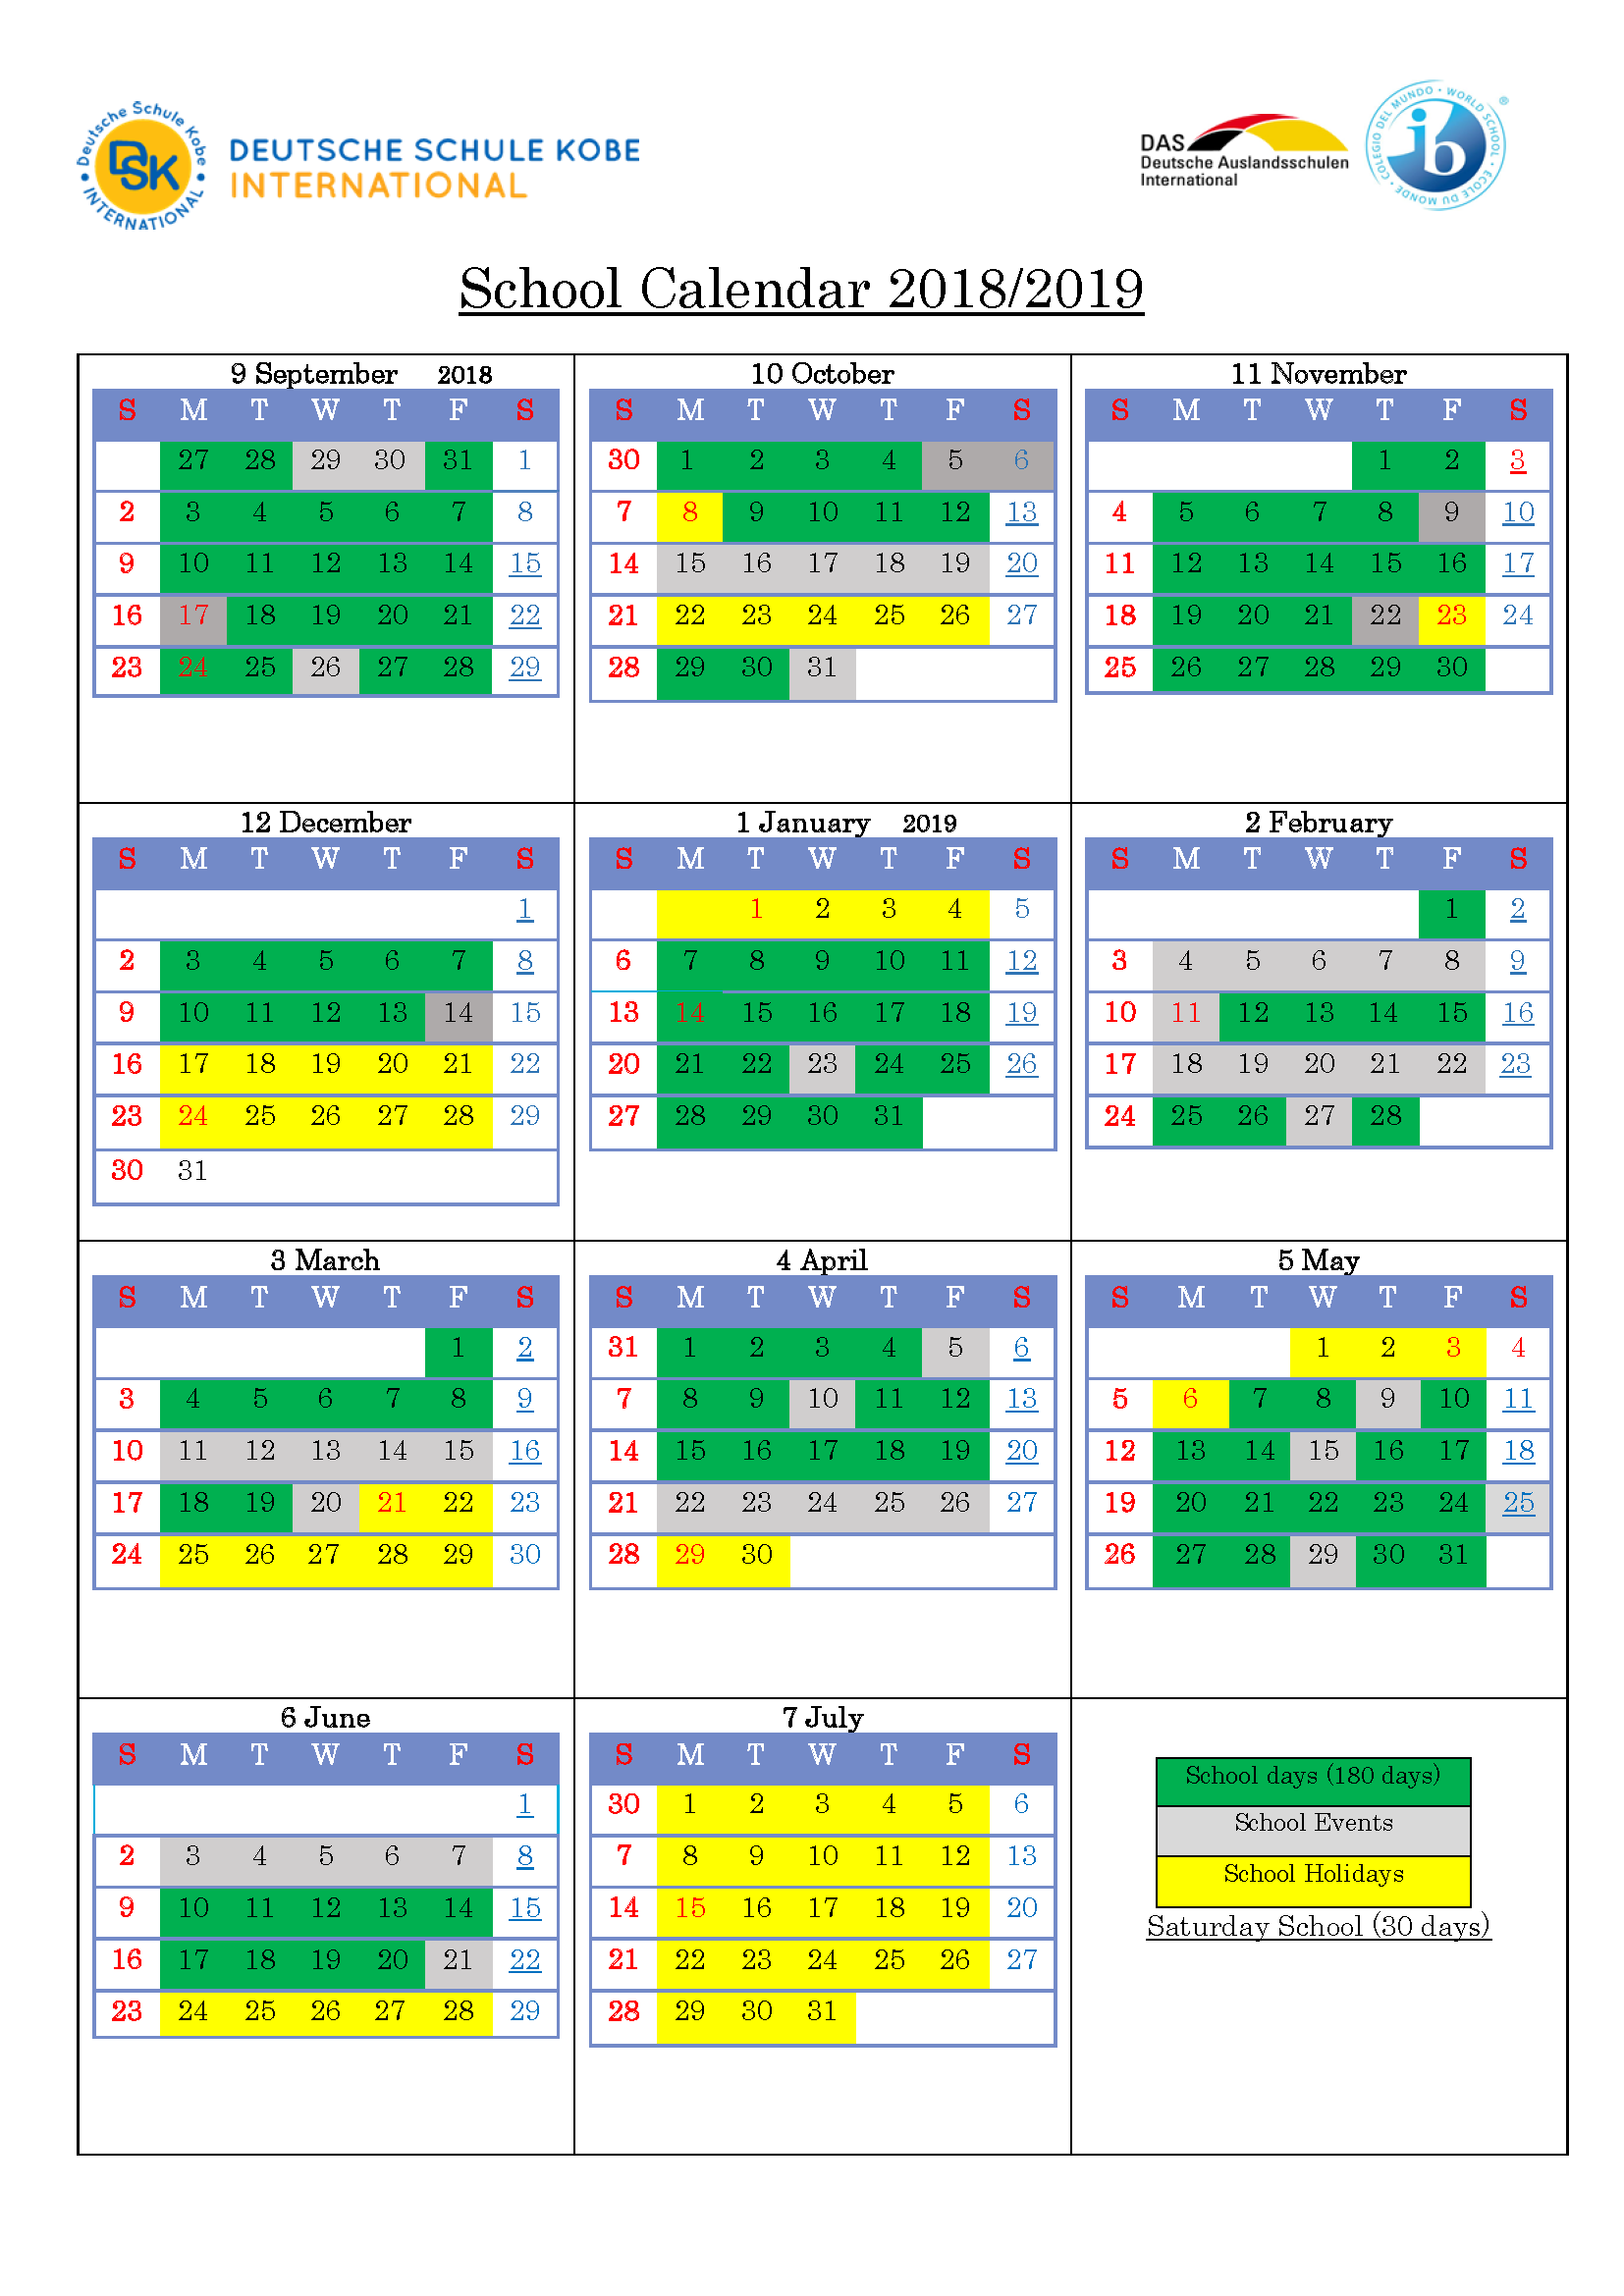 Deutsche Schule Kobe
INTERNATIONAL
DSK
DEUTSCHE SCHULE KOBE
INTERNATIONAL
DAS
Deutsche Auslandsschulen
International
COLEGIO DEL MUNDO • WORLD SCHOOL • ECOLE DU MONDE •
ib
®
School Calendar 2018/2019
9 September 2018
S M T W T F S
27 28 29 30 31 1
2 3 4 5 6 7 8
9 10 11 12 13 14 15
16 17 18 19 20 21 22
23 24 25 26 27 28 29
10 October
S M T W T F S
30 1 2 3 4 5 6
7 8 9 10 11 12 13
14 15 16 17 18 19 20
21 22 23 24 25 26 27
28 29 30 31
11 November
S M T W T F S
1 2 3
4 5 6 7 8 9 10
11 12 13 14 15 16 17
18 19 20 21 22 23 24
25 26 27 28 29 30
12 December
S M T W T F S
1
2 3 4 5 6 7 8
9 10 11 12 13 14 15
16 17 18 19 20 21 22
23 24 25 26 27 28 29
30 31
1 January 2019
S M T W T F S
1 2 3 4 5
6 7 8 9 10 11 12
13 14 15 16 17 18 19
20 21 22 23 24 25 26
27 28 29 30 31
2 February
S M T W T F S
1 2
3 4 5 6 7 8 9
10 11 12 13 14 15 16
17 18 19 20 21 22 23
24 25 26 27 28
3 March
S M T W T F S
1 2
3 4 5 6 7 8 9
10 11 12 13 14 15 16
17 18 19 20 21 22 23
24 25 26 27 28 29 30
4 April
S M T W T F S
31 1 2 3 4 5 6
7 8 9 10 11 12 13
14 15 16 17 18 19 20
21 22 23 24 25 26 27
28 29 30
5 May
S M T W T F S
1 2 3 4
5 6 7 8 9 10 11
12 13 14 15 16 17 18
19 20 21 22 23 24 25
26 27 28 29 30 31
6 June
S M T W T F S
1
2 3 4 5 6 7 8
9 10 11 12 13 14 15
16 17 18 19 20 21 22
23 24 25 26 27 28 29
7 July
S M T W T F S
30 1 2 3 4 5 6
7 8 9 10 11 12 13
14 15 16 17 18 19 20
21 22 23 24 25 26 27
28 29 30 31
School days (180 days)
School Events
School Holidays
Saturday School (30 days)